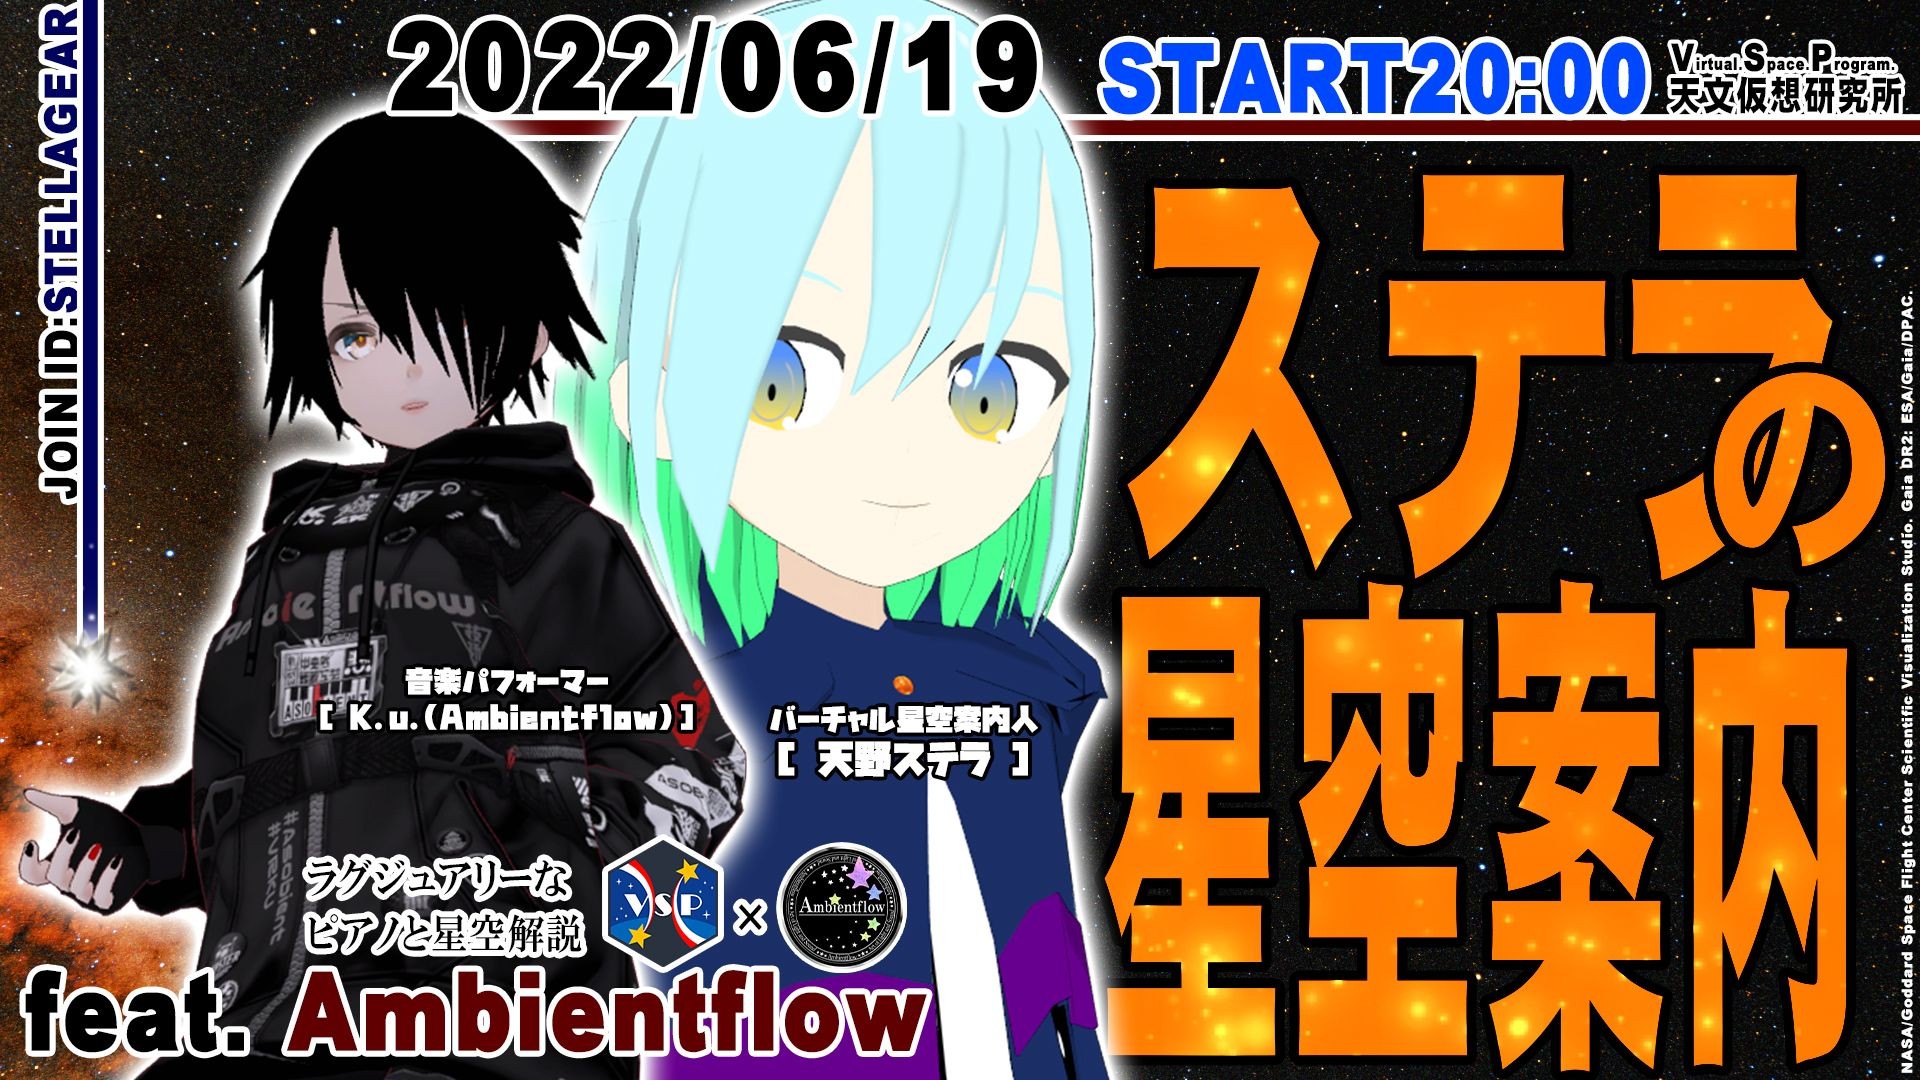 2022/06/19
START20:00
Virtual.Space.Program.
天文仮想研究所
JOIN ID:STELLAGEAR
ステラの
星空案内
音楽パフォーマー
[ K.u.(Ambientflow)]
バーチャル星空案内人
[ 天野ステラ ]
ラグジュアリーな
ピアノと星空解説
VSP
×
Ambientflow
feat. Ambientflow
#Asobient
NASA/Goddard Space Flight Center Scientific Visualization Studio. Gaia DR2: ESA/Gaia/DPAC.